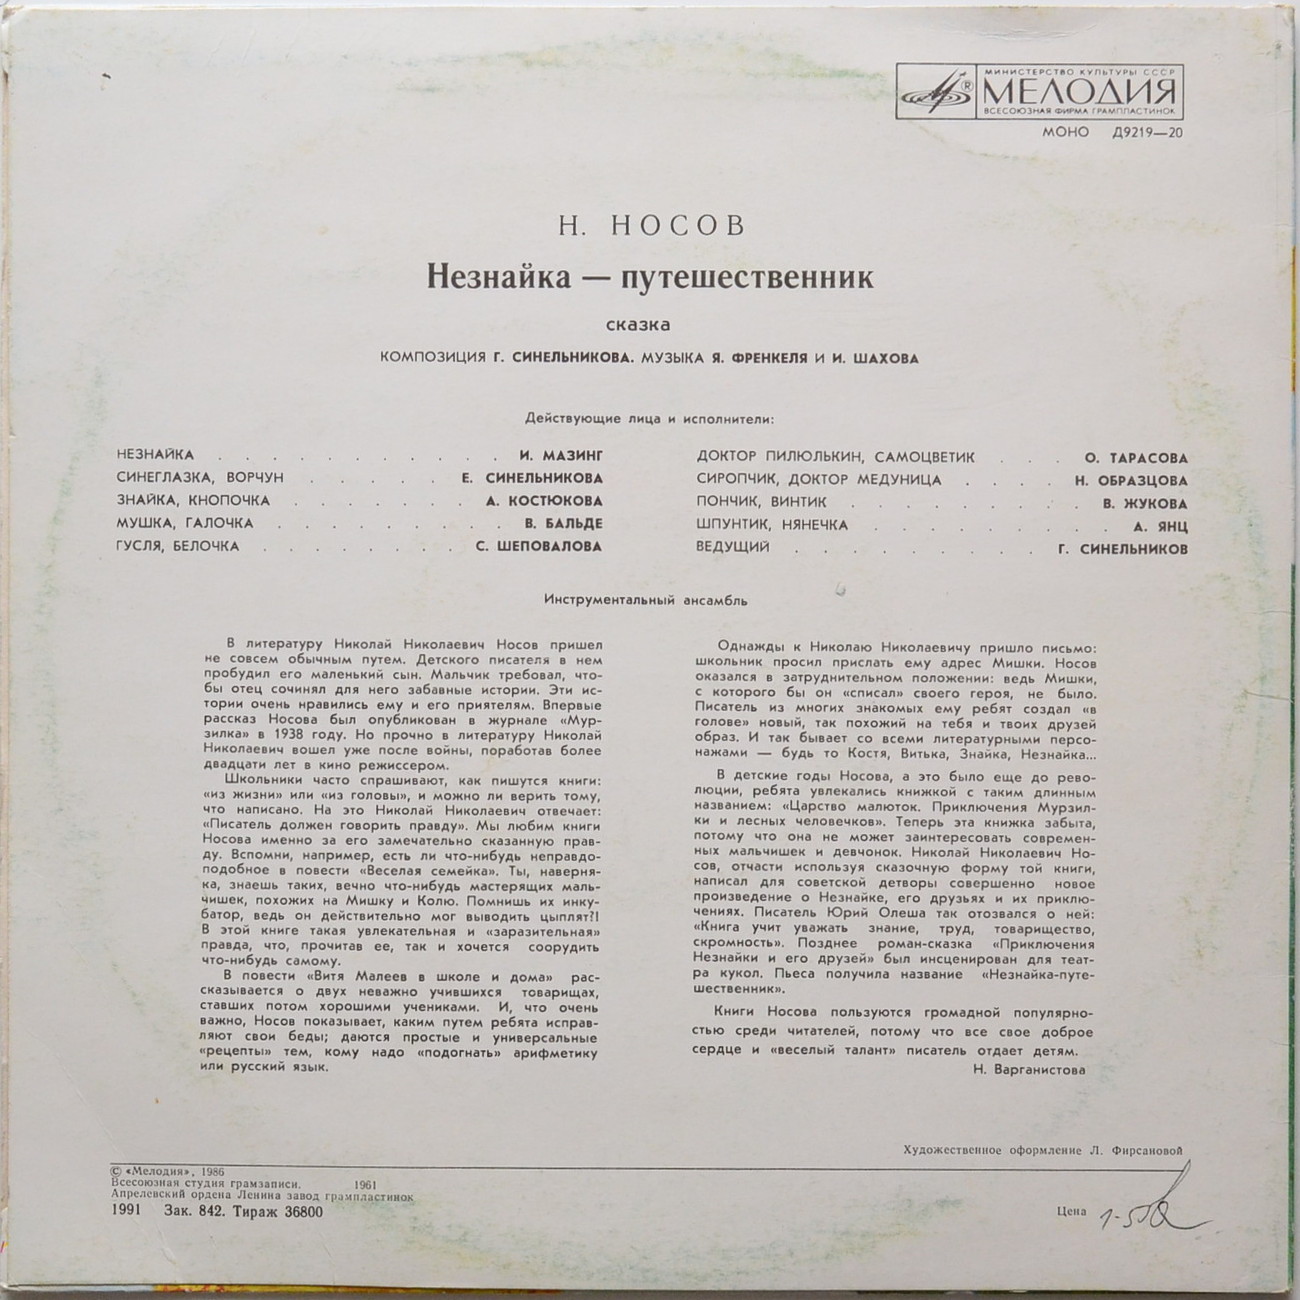 МИНИСТЕРСТВО КУЛЬТУРЫ СССР
МЕЛОДИЯ
ВСЕСОЮЗНАЯ ФИРМА ГРАМПЛАСТИНОК
МОНО Д9219—20
Н. НОСОВ
Незнайка — путешественник
сказка
КОМПОЗИЦИЯ Г. СИНЕЛЬНИКОВА. МУЗЫКА Я. ФРЕНКЕЛЯ И И. ШАХОВА
Действующие лица и исполнители:
НЕЗНАЙКА . . . . . . . . . . . И. МАЗИНГ
СИНЕГЛАЗКА, ВОРЧУН . . . . . Е. СИНЕЛЬНИКОВА
ЗНАЙКА, КНОПОЧКА . . . . . . . А. КОСТЮКОВА
МУШКА, ГАЛОЧКА . . . . . . . . . В. БАЛЬДЕ
ГУСЛЯ, БЕЛОЧКА . . . . . . . . С. ШЕПОВАЛОВА
ДОКТОР ПИЛЮЛЬКИН, САМОЦВЕТИК . . . О. ТАРАСОВА
СИРОПЧИК, ДОКТОР МЕДУНИЦА . . . . Н. ОБРАЗЦОВА
ПОНЧИК, ВИНТИК . . . . . . . . . В. ЖУКОВА
ШПУНТИК, НЯНЕЧКА . . . . . . . . . А. ЯНЦ
ВЕДУЩИЙ . . . . . . . . . . Г. СИНЕЛЬНИКОВ
Инструментальный ансамбль
В литературу Николай Николаевич Носов пришел
не совсем обычным путем. Детского писателя в нем
пробудил его маленький сын. Мальчик требовал, что-
бы отец сочинял для него забавные истории. Эти ис-
тории очень нравились ему и его приятелям. Впервые
рассказ Носова был опубликован в журнале «Мур-
зилка» в 1938 году. Но прочно в литературу Николай
Николаевич вошел уже после войны, поработав более
двадцати лет в кино режиссером.
Школьники часто спрашивают, как пишутся книги:
«из жизни» или «из головы», и можно ли верить тому,
что написано. На это Николай Николаевич отвечает:
«Писатель должен говорить правду». Мы любим книги
Носова именно за его замечательно сказанную прав-
ду. Вспомни, например, есть ли что-нибудь неправдо-
подобное в повести «Веселая семейка». Ты, наверня-
ка, знаешь таких, вечно что-нибудь мастерящих маль-
чишек, похожих на Мишку и Колю. Помнишь их инку-
батор, ведь он действительно мог выводить цыплят?!
В этой книге такая увлекательная и «заразительная»
правда, что, прочитав ее, так и хочется соорудить
что-нибудь самому.
В повести «Витя Малеев в школе и дома» рас-
сказывается о двух неважно учившихся товарищах,
ставших потом хорошими учениками. И, что очень
важно, Носов показывает, каким путем ребята исправ-
ляют свои беды; даются простые и универсальные
«рецепты» тем, кому надо «подогнать» арифметику
или русский язык.
Однажды к Николаю Николаевичу пришло письмо:
школьник просил прислать ему адрес Мишки. Носов
оказался в затруднительном положении: ведь Мишки,
с которого бы он «списал» своего героя, не было.
Писатель из многих знакомых ему ребят создал «в
голове» новый, так похожий на тебя и твоих друзей
образ. И так бывает со всеми литературными персо-
нажами — будь то Костя, Витька, Знайка, Незнайка...
В детские годы Носова, а это было еще до рево-
люции, ребята увлекались книжкой с таким длинным
названием: «Царство малюток. Приключения Мурзил-
ки и лесных человечков». Теперь эта книжка забыта,
потому что она не может заинтересовать современ-
ных мальчишек и девчонок. Николай Николаевич Но-
сов, отчасти используя сказочную форму той книги,
написал для советской детворы совершенно новое
произведение о Незнайке, его друзьях и их приклю-
чениях. Писатель Юрий Олеша так отозвался о ней:
«Книга учит уважать знание, труд, товарищество,
скромность». Позднее роман-сказка «Приключения
Незнайки и его друзей» был инсценирован для теат-
ра кукол. Пьеса получила название «Незнайка-путе-
шественник».
Книги Носова пользуются громадной популярно-
стью среди читателей, потому что все свое доброе
сердце и «веселый талант» писатель отдает детям.
Н. Варганистова
Художественное оформление Л. Фирсановой
© «Мелодия», 1986
Всесоюзная студия грамзаписи. 1961
Апрелевский ордена Ленина завод грампластинок
1991 Зак. 842. Тираж 36800
Цена 1-50